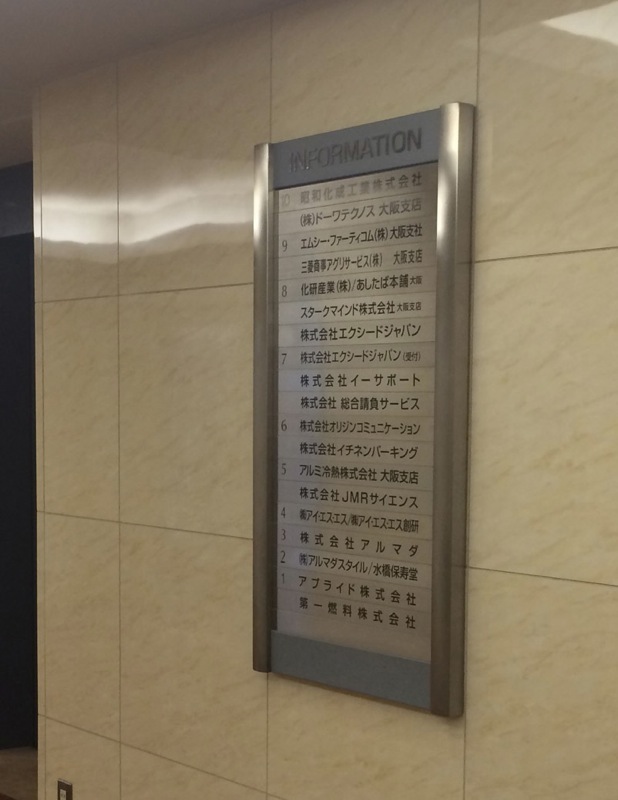 INFORMATION
10 昭和化成工業株式会社
(株)ドーワテクノス 大阪支店
9 エムシー・ファーティコム(株)大阪支社
三菱商事アグリサービス(株) 大阪支店
8 化研産業(株)/あしたば本舗 大阪
スタークマインド株式会社 大阪支店
株式会社エクシードジャパン
7 株式会社エクシードジャパン(受付)
株式会社イーサポート
株式会社 総合請負サービス
6 株式会社オリジンコミュニケーション
株式会社イチネンパーキング
5 アルミ冷熱株式会社 大阪支店
株式会社JMRサイエンス
4 ㈱アイ・エス・エス/㈱アイ・エス・エス創研
3 株式会社アルマダ
2 ㈱アルマダスタイル/水橋保寿堂
1 アプライド株式会社
第一燃料株式会社